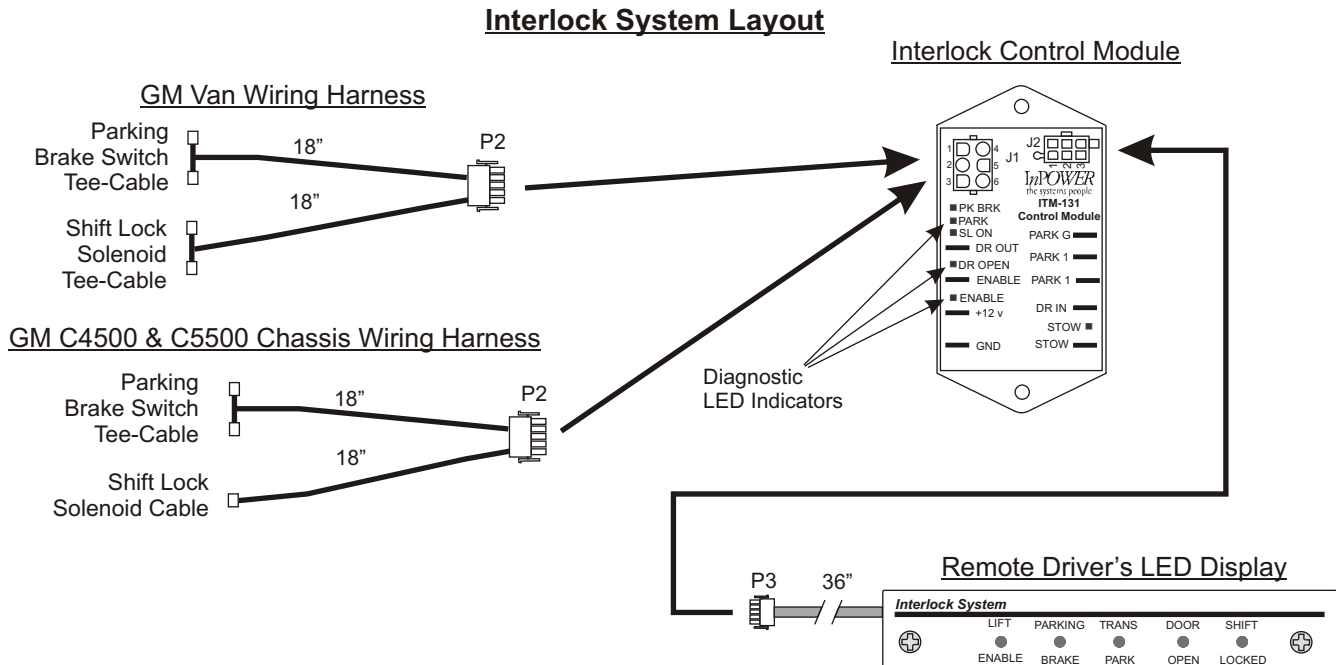 Interlock System Layout
Interlock Control Module
GM Van Wiring Harness
Parking
Brake Switch
Tee-Cable
18”
P2
18”
Shift Lock
Solenoid
Tee-Cable
GM C4500 & C5500 Chassis Wiring Harness
Parking
Brake Switch
Tee-Cable
18”
P2
18”
Shift Lock
Solenoid Cable
1
2
3
4
5
6
J1
J2
1
2
3
InPOWER
the systems people
ITM-131
Control Module
PK BRK
PARK
SL ON
DR OUT
DR OPEN
ENABLE
ENABLE
+12 v
GND
PARK G
PARK 1
PARK 1
DR IN
STOW
STOW
Diagnostic
LED Indicators
P3
36”
Remote Driver’s LED Display
Interlock System
LIFT
ENABLE
PARKING
BRAKE
TRANS
PARK
DOOR
OPEN
SHIFT
LOCKED